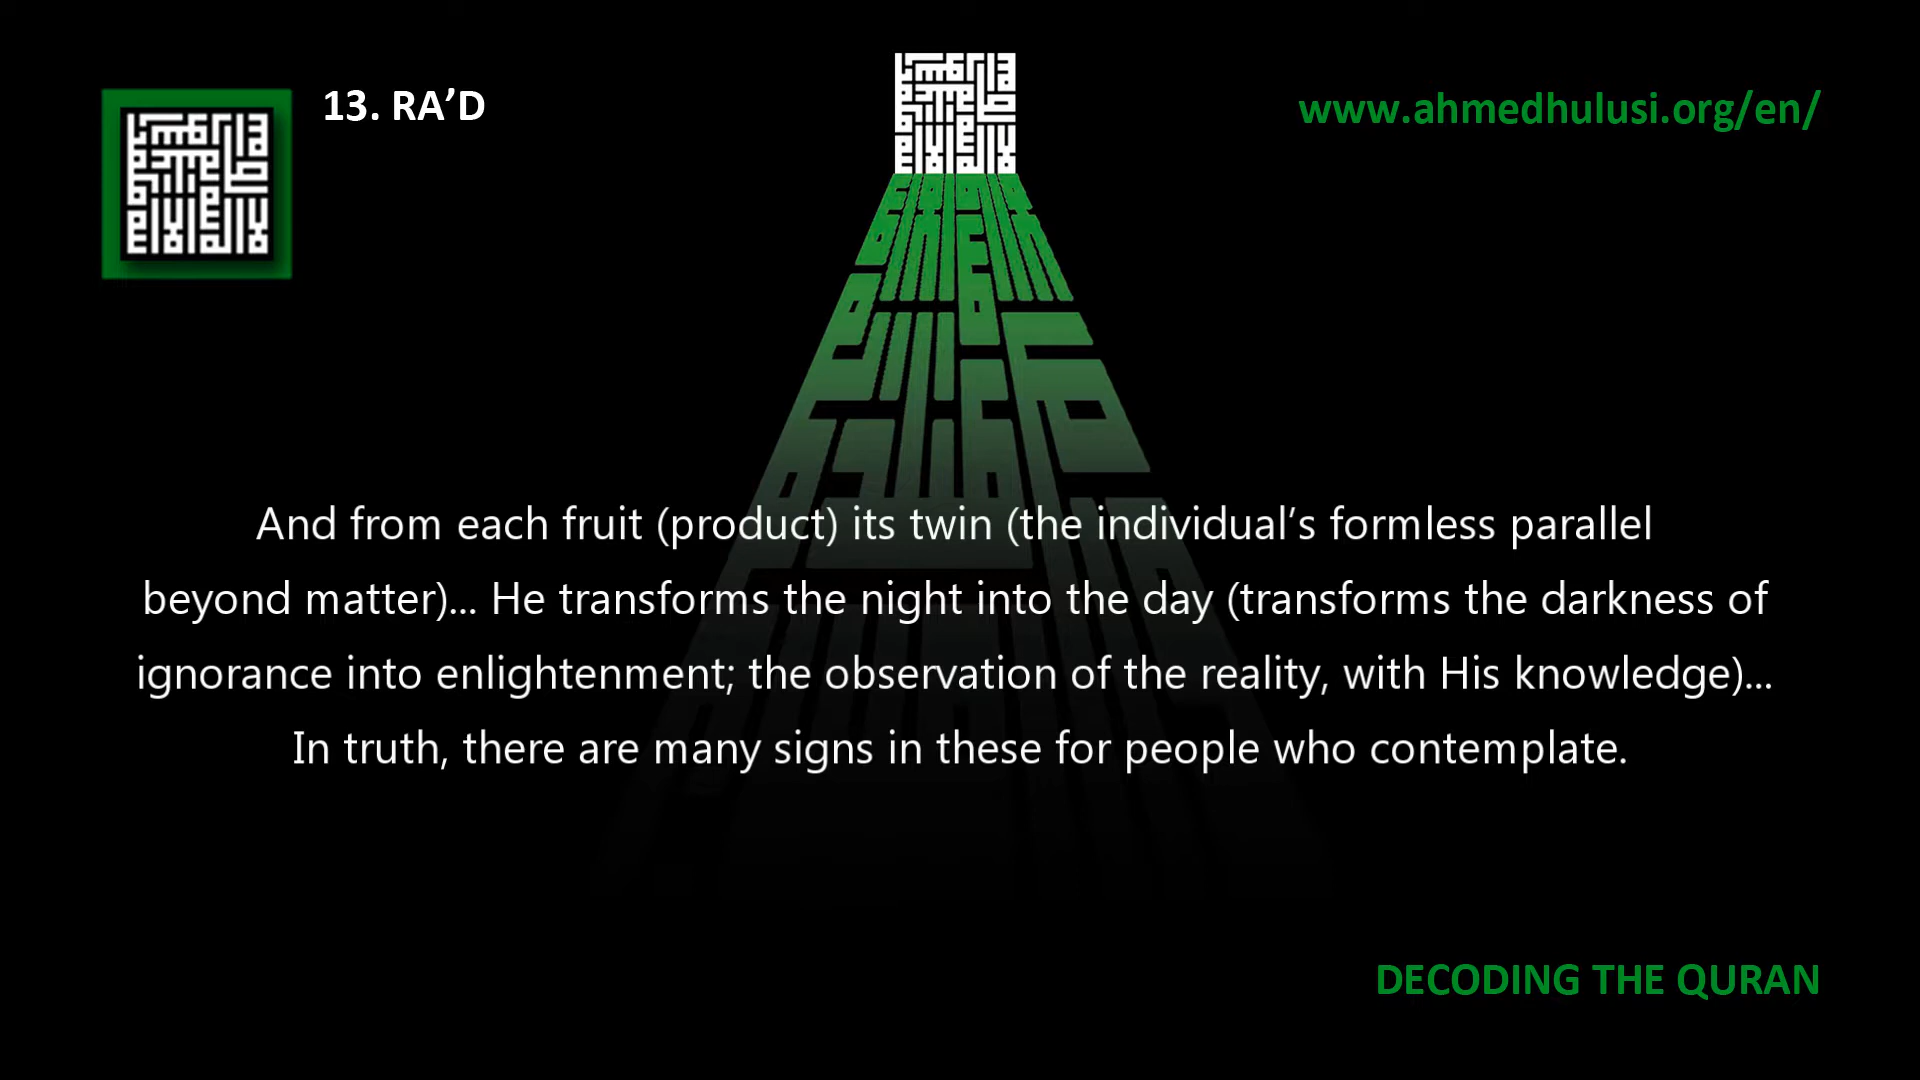 13. RA’D
www.ahmedhulusi.org/en/
And from each fruit (product) its twin (the individual’s formless parallel
beyond matter)... He transforms the night into the day (transforms the darkness of
ignorance into enlightenment; the observation of the reality, with His knowledge)...
In truth, there are many signs in these for people who contemplate.
DECODING THE QURAN